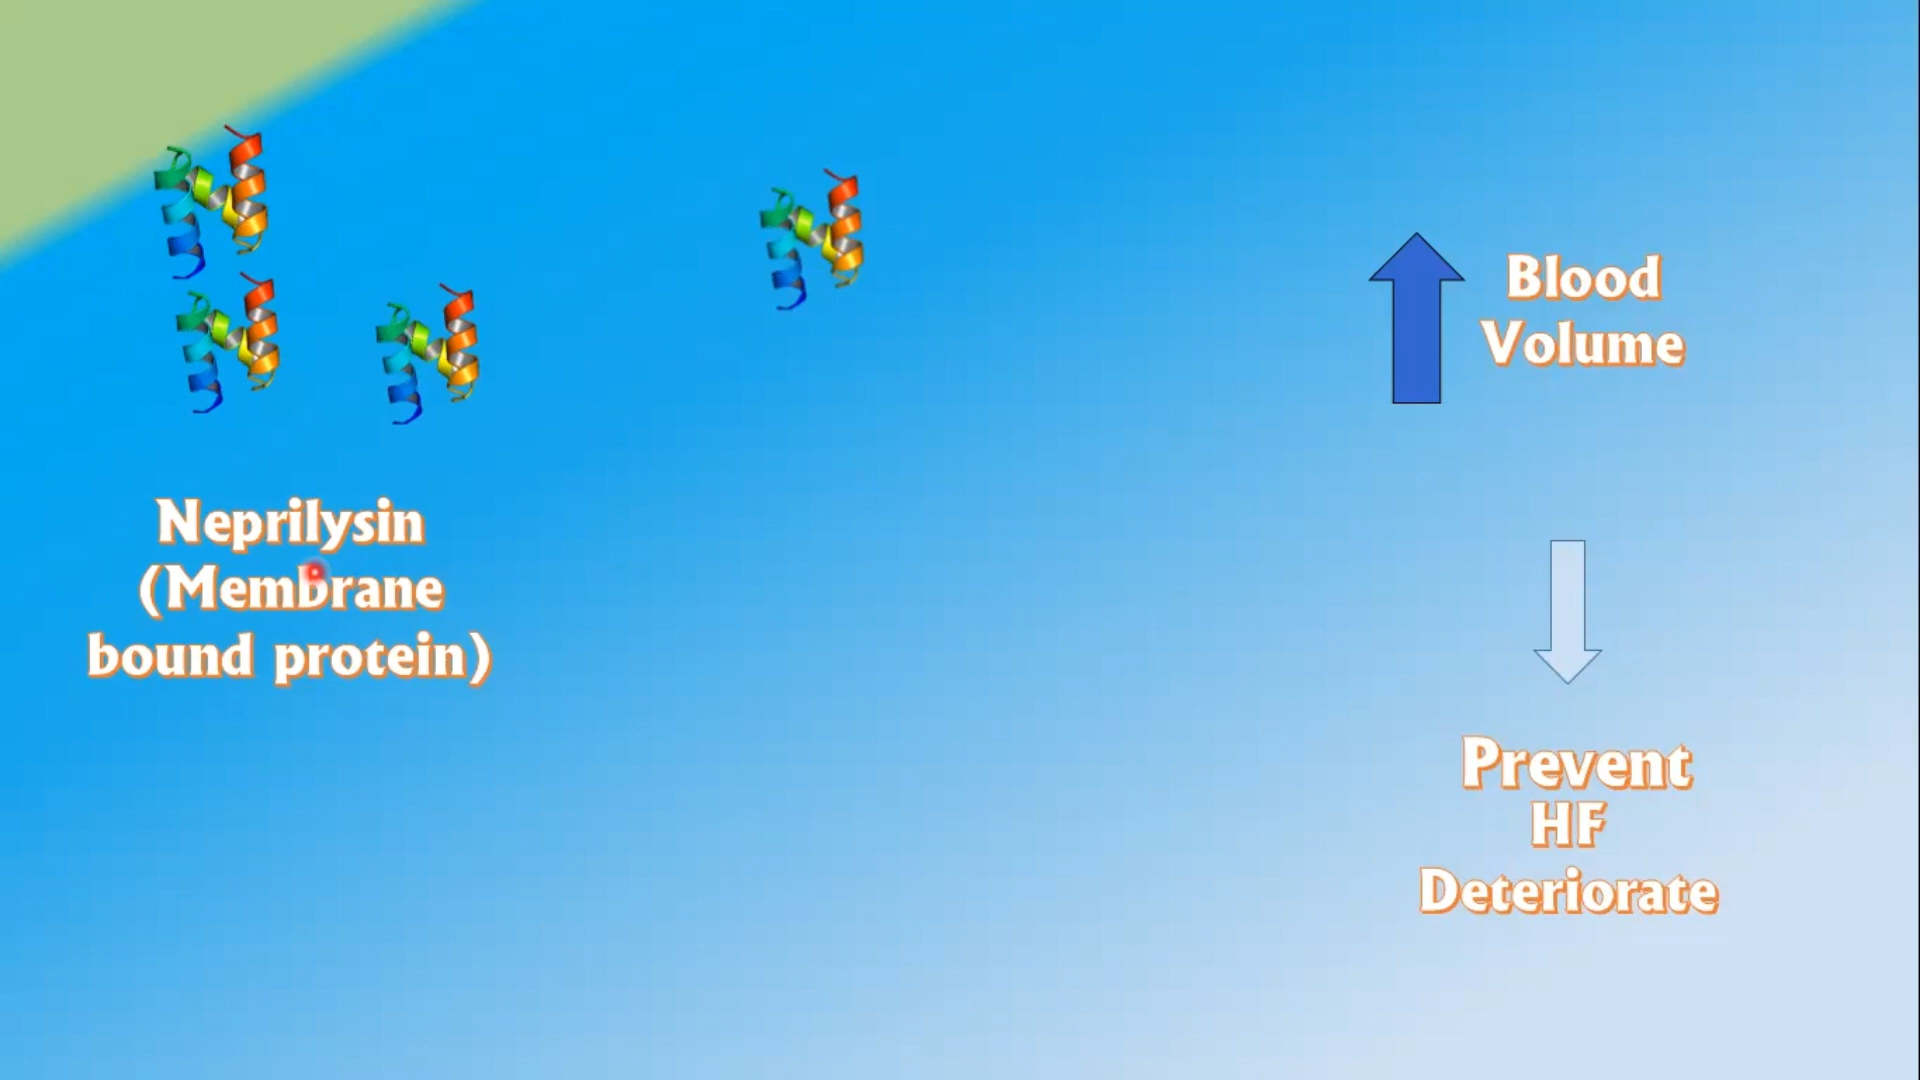 Blood
Volume
Neprilysin
(Membrane
bound protein)
Prevent
HF
Deteriorate